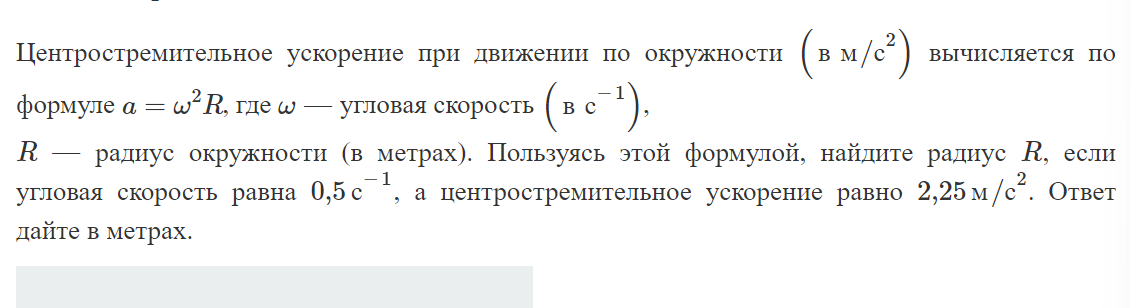 Центростремительное ускорение при движении по окружности (в м/с²) вычисляется по
формуле a = ω²R, где ω — угловая скорость (в с⁻¹),
R — радиус окружности (в метрах). Пользуясь этой формулой, найдите радиус R, если
угловая скорость равна 0,5 с⁻¹, а центростремительное ускорение равно 2,25 м/с². Ответ
дайте в метрах.